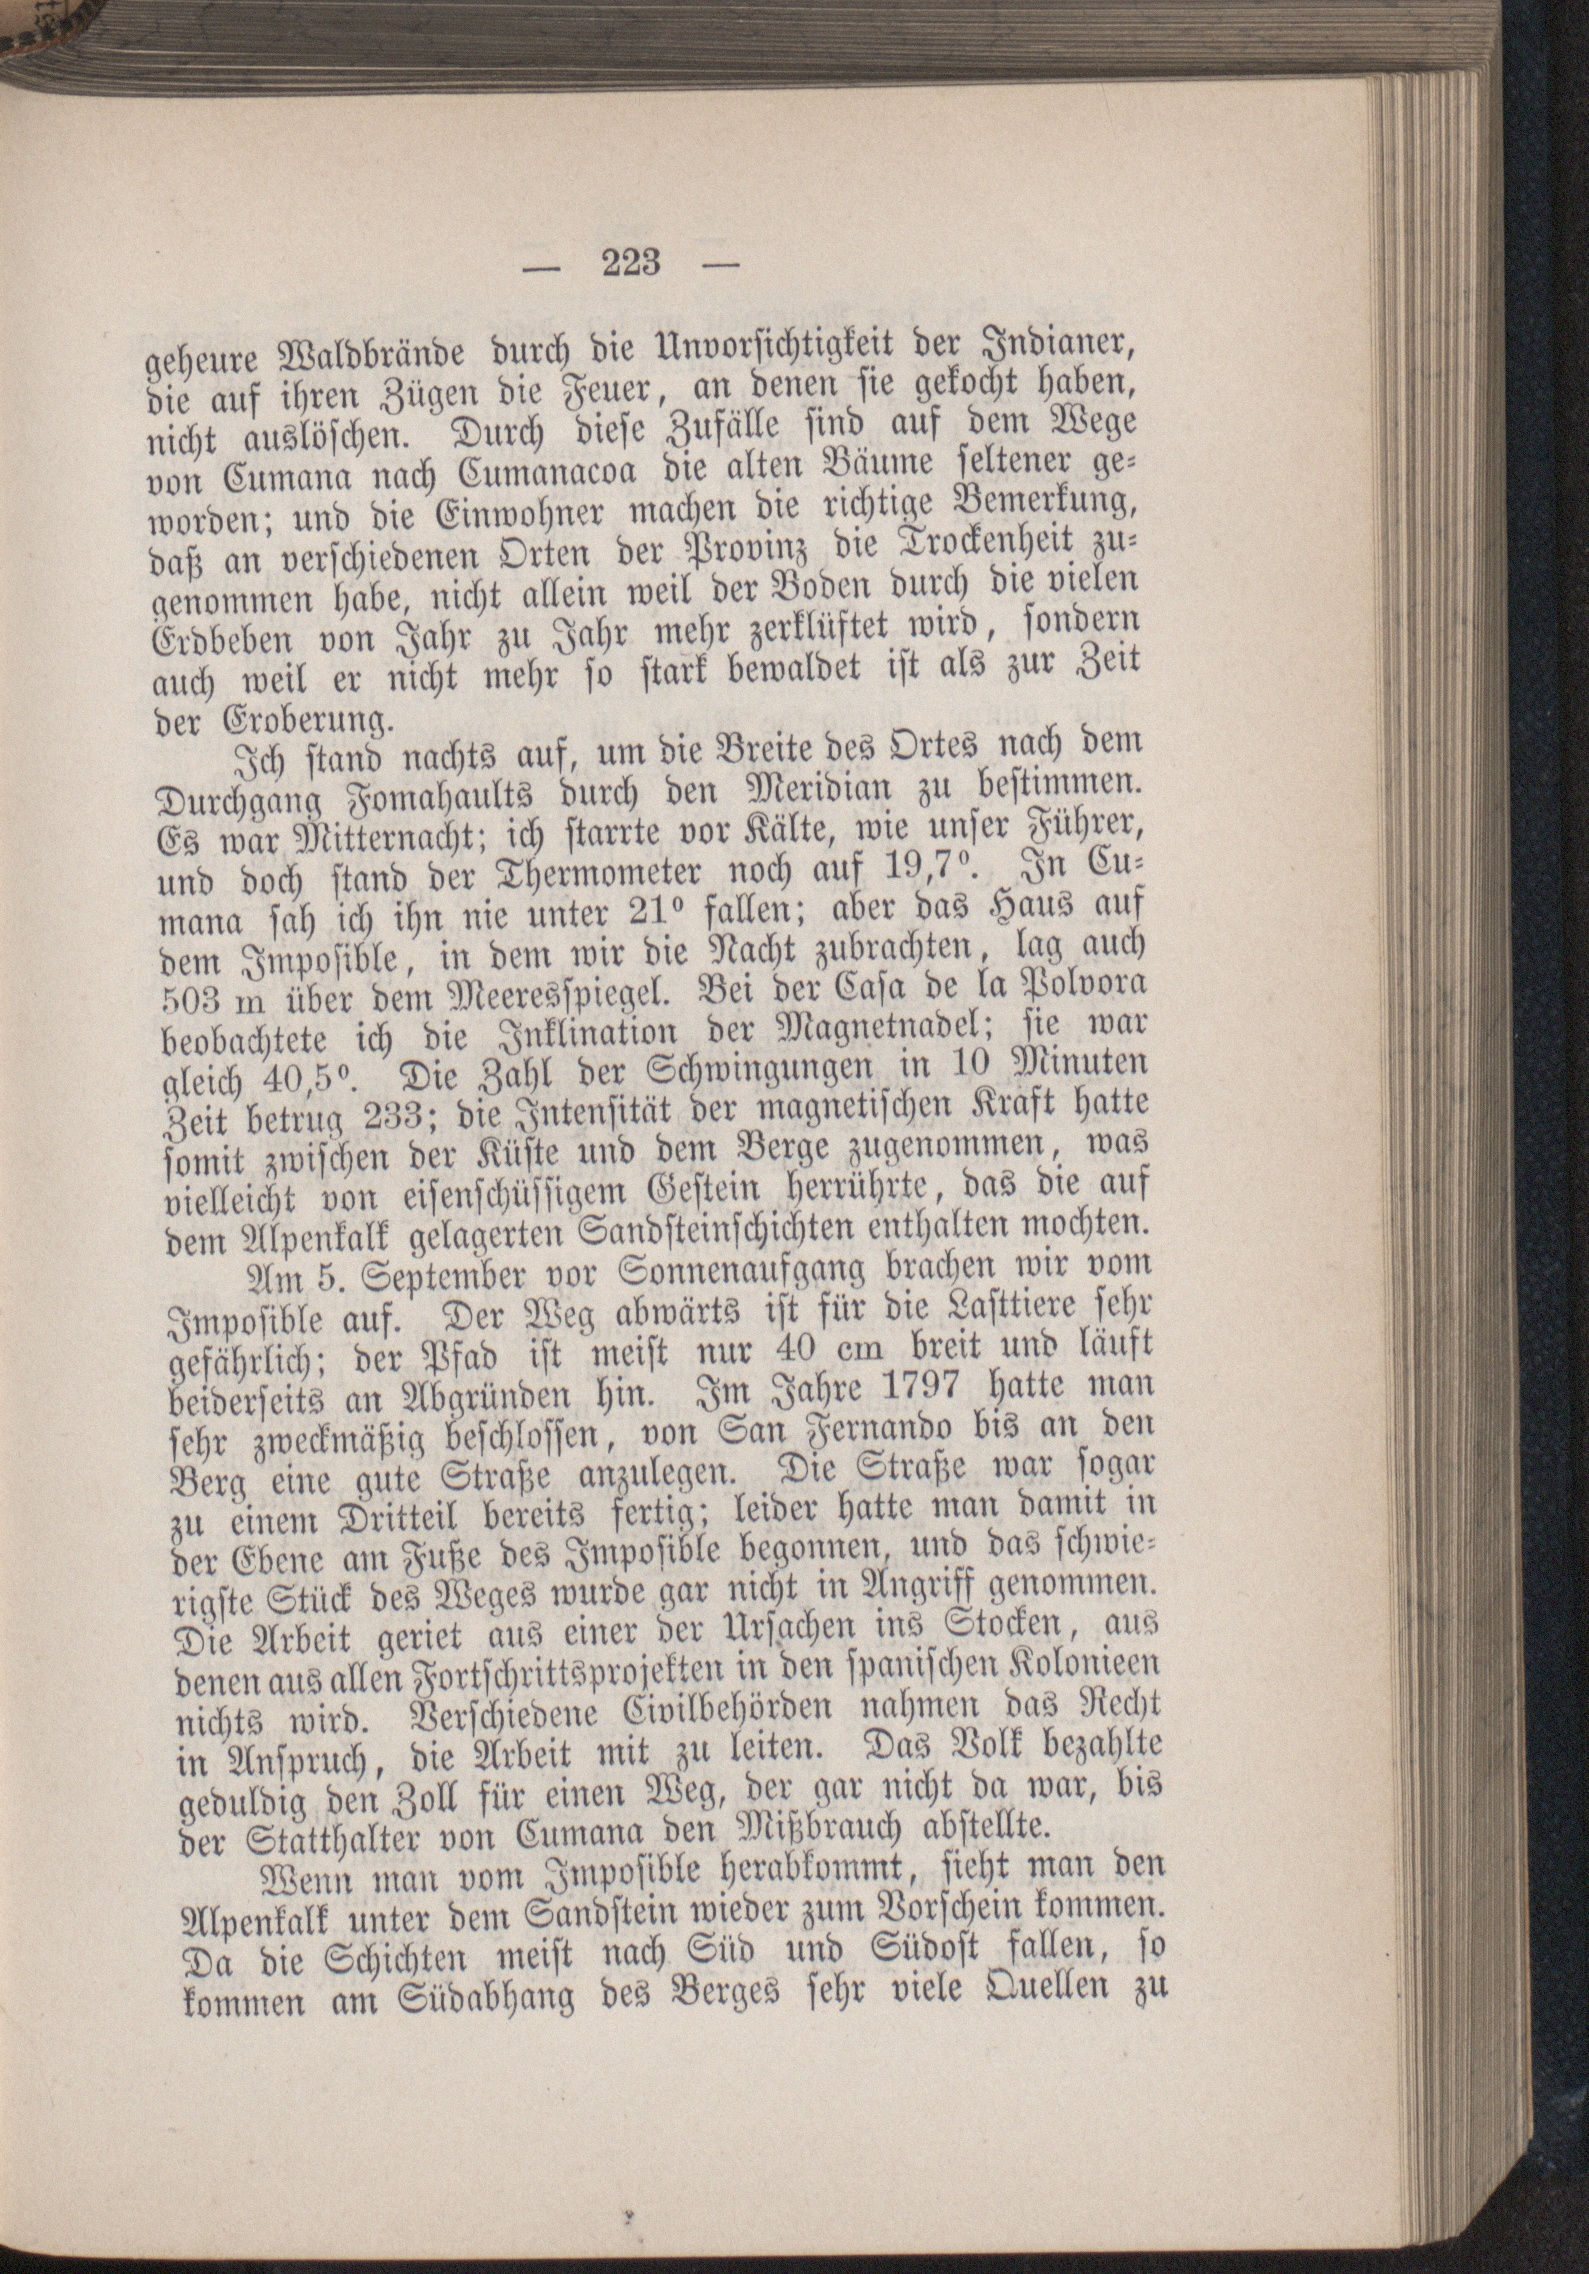 — 223 —
geheure Waldbrände durch die Unvorsichtigkeit der Indianer,
die auf ihren Zügen die Feuer, an denen sie gekocht haben,
nicht auslöschen. Durch diese Zufälle sind auf dem Wege
von Cumana nach Cumanacoa die alten Bäume seltener ge-
worden; und die Einwohner machen die richtige Bemerkung,
daß an verschiedenen Orten der Provinz die Trockenheit zu-
genommen habe, nicht allein weil der Boden durch die vielen
Erdbeben von Jahr zu Jahr mehr zerklüftet wird, sondern
auch weil er nicht mehr so stark bewaldet ist als zur Zeit
der Eroberung.
Ich stand nachts auf, um die Breite des Ortes nach dem
Durchgang Fomahaults durch den Meridian zu bestimmen.
Es war Mitternacht; ich starrte vor Kälte, wie unser Führer,
und doch stand der Thermometer noch auf 19,7°. In Cu-
mana sah ich ihn nie unter 21° fallen; aber das Haus auf
dem Imposible, in dem wir die Nacht zubrachten, lag auch
503 m über dem Meeresspiegel. Bei der Casa de la Polvora
beobachtete ich die Inklination der Magnetnadel; sie war
gleich 40,5°. Die Zahl der Schwingungen in 10 Minuten
Zeit betrug 233; die Intensität der magnetischen Kraft hatte
somit zwischen der Küste und dem Berge zugenommen, was
vielleicht von eisenschüssigem Gestein herrührte, das die auf
dem Alpenkalk gelagerten Sandsteinschichten enthalten mochten.
Am 5. September vor Sonnenaufgang brachen wir vom
Imposible auf. Der Weg abwärts ist für die Lasttiere sehr
gefährlich; der Pfad ist meist nur 40 cm breit und läuft
beiderseits an Abgründen hin. Im Jahre 1797 hatte man
sehr zweckmäßig beschlossen, von San Fernando bis an den
Berg eine gute Straße anzulegen. Die Straße war sogar
zu einem Dritteil bereits fertig; leider hatte man damit in
der Ebene am Fuße des Imposible begonnen, und das schwie-
rigste Stück des Weges wurde gar nicht in Angriff genommen.
Die Arbeit geriet aus einer der Ursachen ins Stocken, aus
denen aus allen Fortschrittsprojekten in den spanischen Kolonieen
nichts wird. Verschiedene Civilbehörden nahmen das Recht
in Anspruch, die Arbeit mit zu leiten. Das Volk bezahlte
geduldig den Zoll für einen Weg, der gar nicht da war, bis
der Statthalter von Cumana den Mißbrauch abstellte.
Wenn man vom Imposible herabkommt, sieht man den
Alpenkalk unter dem Sandstein wieder zum Vorschein kommen.
Da die Schichten meist nach Süd und Südost fallen, so
kommen am Südabhang des Berges sehr viele Quellen zu